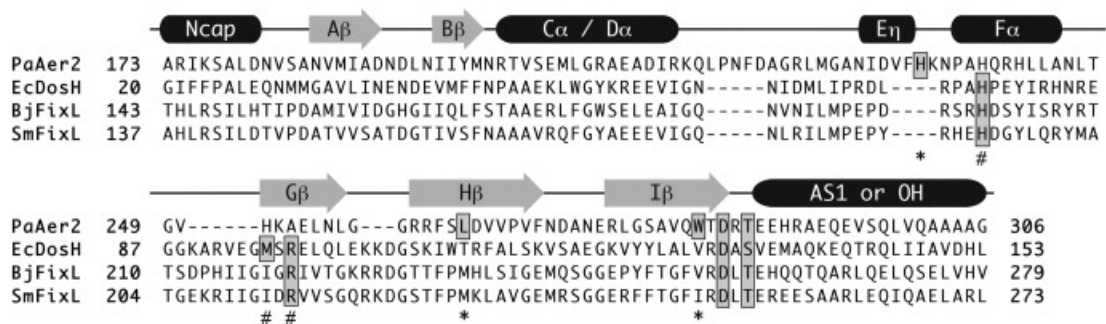 Ncap Aβ Bβ Cα / Dα Eη Fα
PaAer2 173 ARIKSALDNVSANVMIADNDLNIIYMNRTVSEMLGRAEADIRKQLPNFDAGRLMGANIDVFHKNPAHQRHLLANLT
EcDosH 20 GIFFPALEQNMMGAVLINENDEVMFFNPAAEKLWGYKREEVIGN-----NIDMLIPRDL----RPAHPEYIRHNRE
BjFixL 143 THLRSILHTIPDAMIVIDGHGIIQLFSTAAERLFGWSELEAIGQ-----NVNILMPEPD----RSRHDSYISRYRT
SmFixL 137 AHLRSILDTVPDATVVSATDGTIVSFNAAAVRQFGYAEEEVIGQ-----NLRILMPEPY----RHEHDGYLQRYMA
* #
Gβ Hβ Iβ AS1 or OH
PaAer2 249 GV------HKAELNLG---GRRFSLDVVPVFNDANERLGSAVQWTDRTEEHRAEQEVSQLVQAAAAG 306
EcDosH 87 GGKARVEGMSRELQLEKKDGSKIWTRFALSKVSAEGKVYYLALVRDASVEMAQKEQTRQLIIAVDHL 153
BjFixL 210 TSDPHIIGIGRIVTGKRRDGTTFPMHLSIGEMQSGGEPYFTGFVRDLTEHQQTQARLQELQSELVHV 279
SmFixL 204 TGEKRIIGIDRVVSGQRKDGSTFPMKLAVGEMRSGGERFFTGFIRDLTEREESAARLEQIQAELARL 273
# # * *